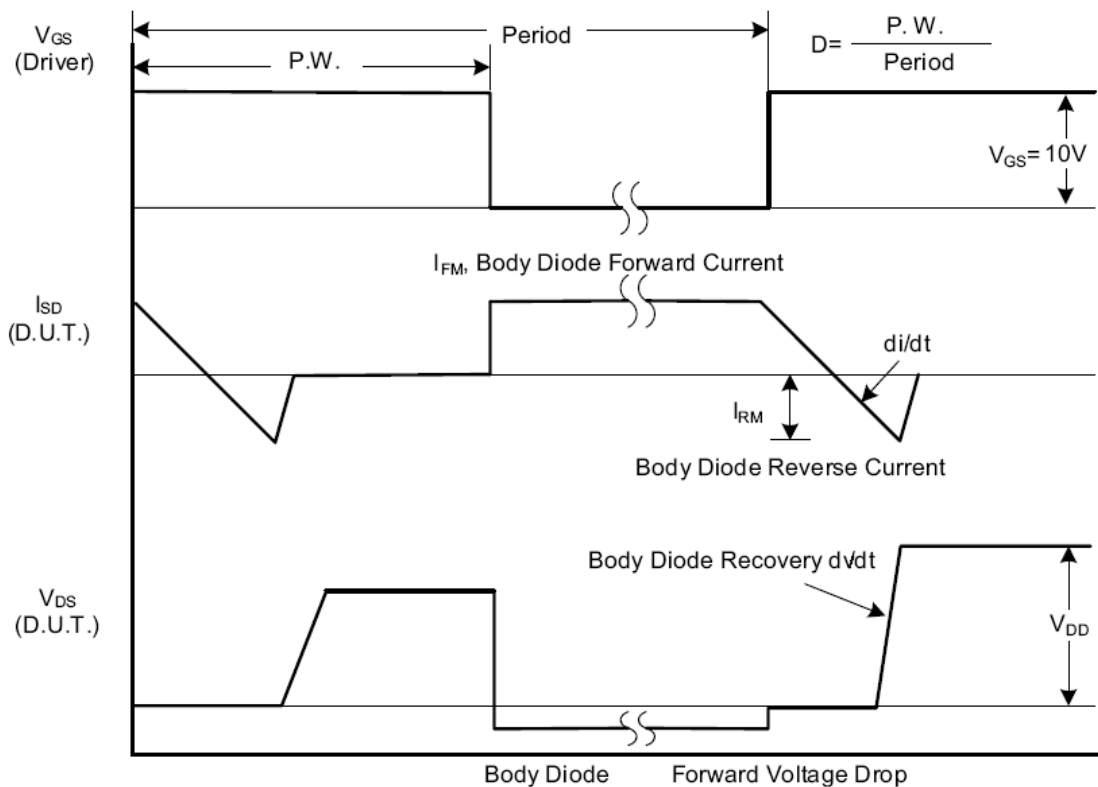 VGS
(Driver)
Period
P.W.
D= P. W.
Period
VGS= 10V
IFM, Body Diode Forward Current
ISD
(D.U.T.)
di/dt
IRM
Body Diode Reverse Current
Body Diode Recovery dv/dt
VDS
(D.U.T.)
VDD
Body Diode Forward Voltage Drop